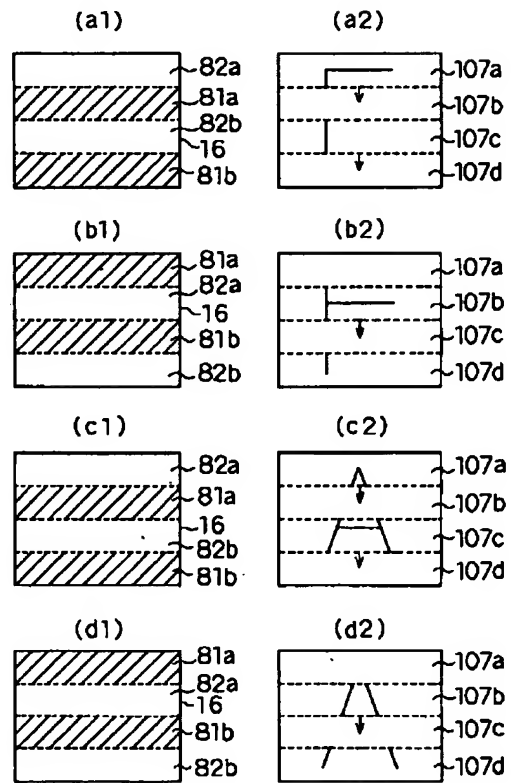 (a1) (a2)
82a 107a
81a 107b
82b 107c
16
81b 107d
(b1) (b2)
81a 107a
82a 107b
16
81b 107c
82b 107d
(c1) (c2)
82a 107a
81a 107b
16
82b 107c
81b 107d
(d1) (d2)
81a 107a
82a 107b
16
81b 107c
82b 107d